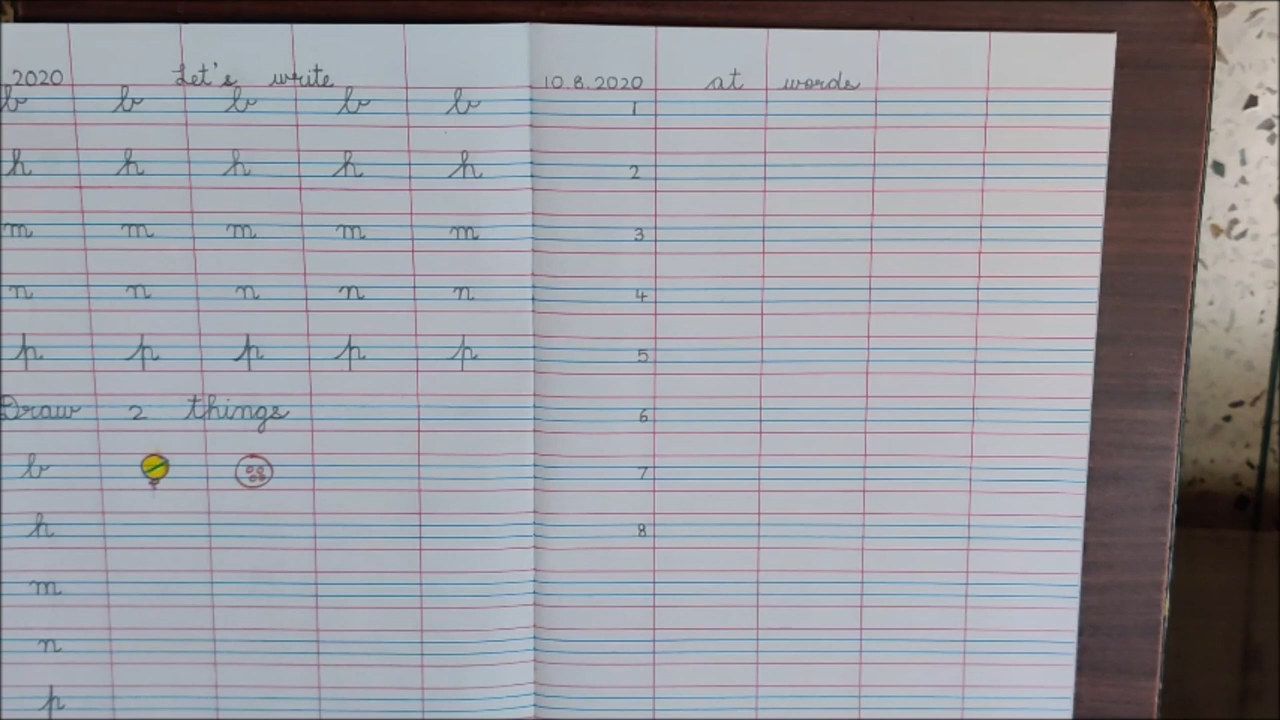 2020 Let's write
b b b b b
h h h h h
m m m m m
n n n n n
p p p p p
Draw 2 things
b
h
m
n
p
10.8.2020 at words
1
2
3
4
5
6
7
8